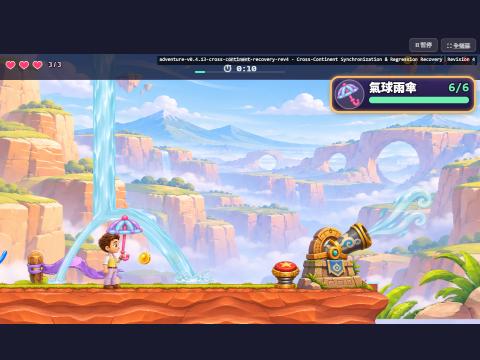 暫停
全螢幕
3/3
adventure-v0.4.13-cross-continent-recovery-rev4 · Cross-Continent Synchronization & Regression Recovery | Revision 4
0:10
氣球雨傘
6/6